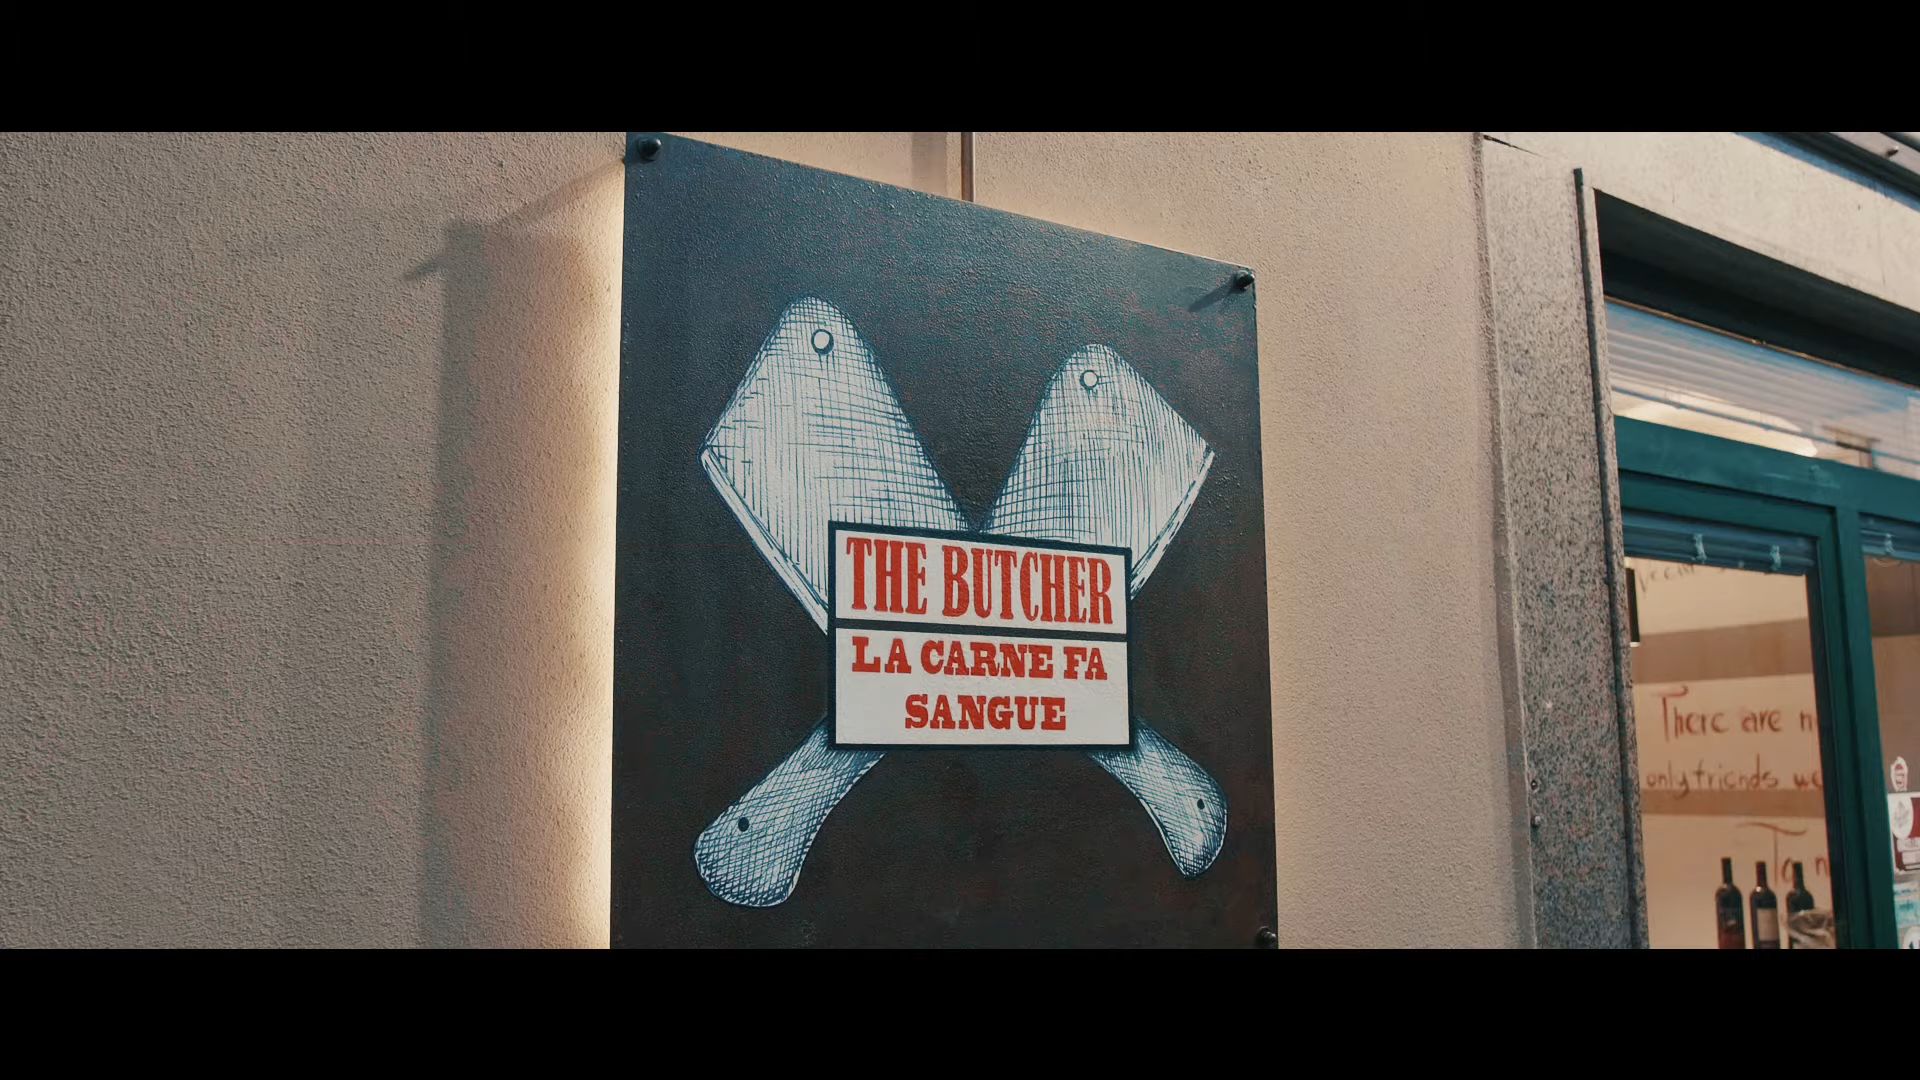 THE BUTCHER
LA CARNE FA
SANGUE
There are
only friends